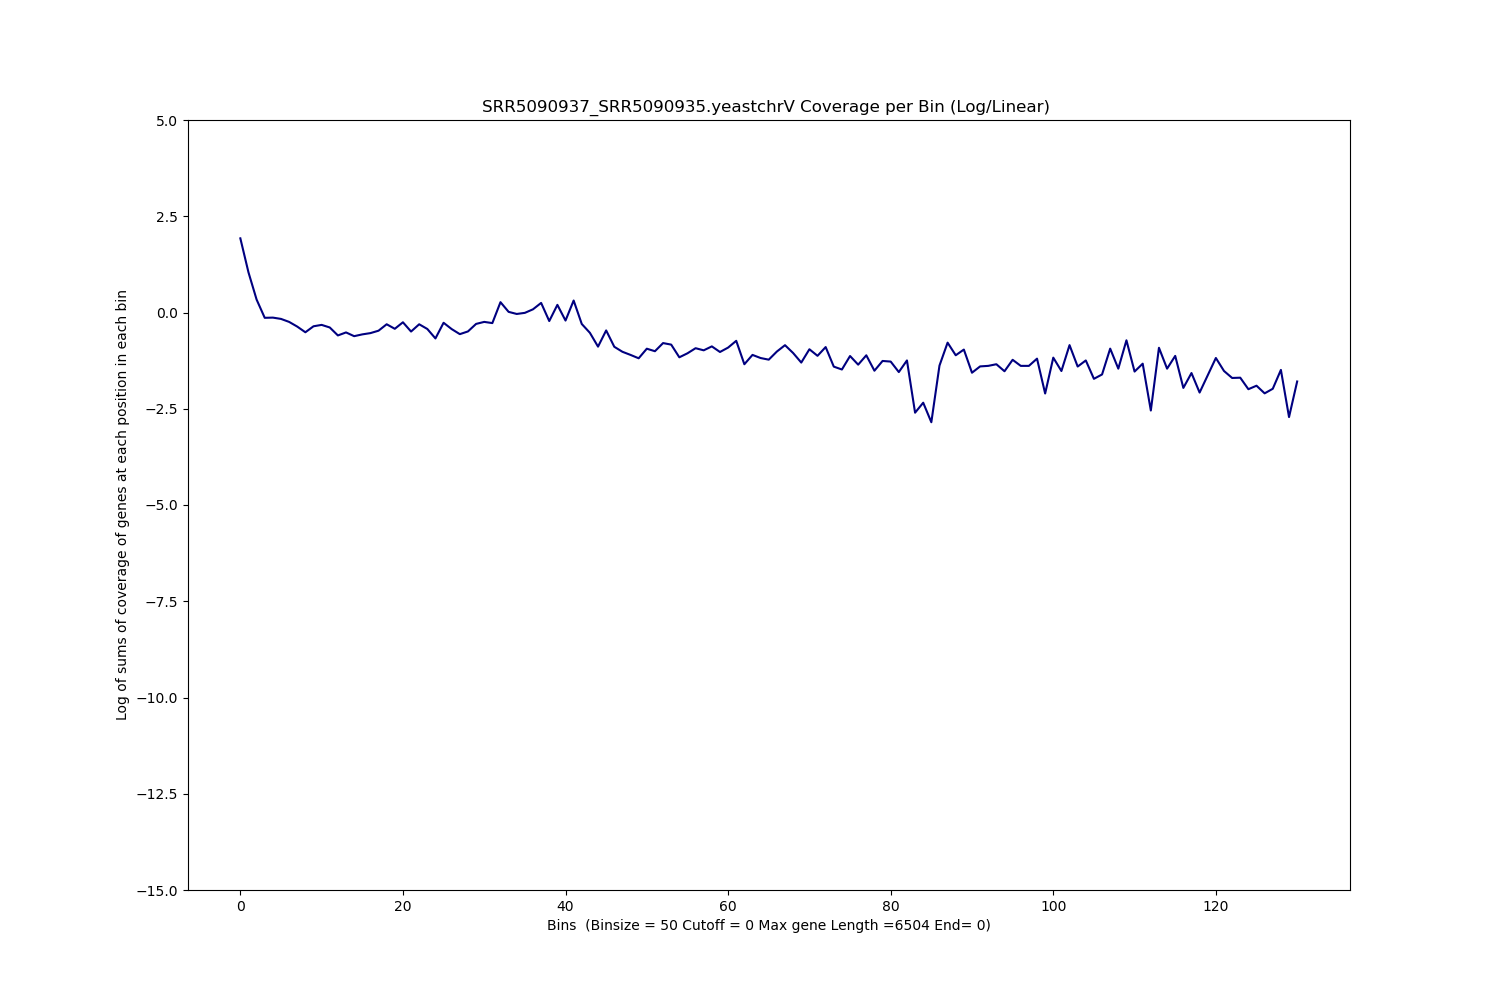 SRR5090937_SRR5090935.yeastchrV Coverage per Bin (Log/Linear)
Log of sums of coverage of genes at each position in each bin
5.0
2.5
0.0
−2.5
−5.0
−7.5
−10.0
−12.5
−15.0
0 20 40 60 80 100 120
Bins  (Binsize = 50 Cutoff = 0 Max gene Length =6504 End= 0)